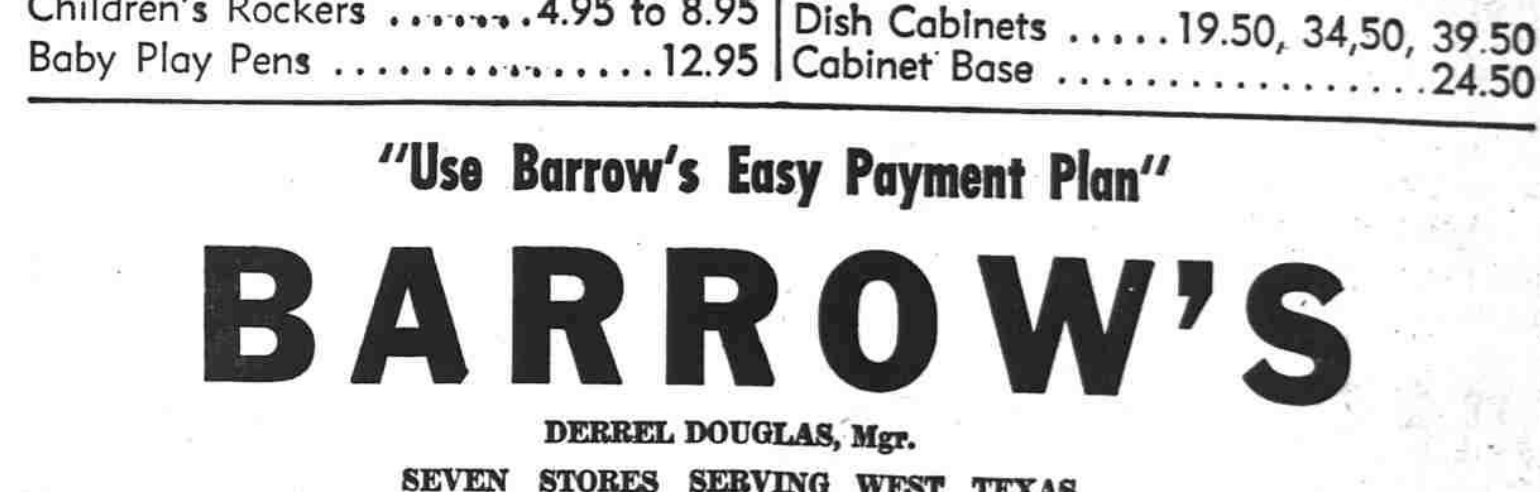 Children's Rockers ........4.95 to 8.95
Baby Play Pens .................12.95
Dish Cabinets .....19.50, 34,50, 39.50
Cabinet Base .................24.50
"Use Barrow's Easy Payment Plan"
BARROW'S
DERREL DOUGLAS, Mgr.
SEVEN STORES SERVING WEST TEXAS